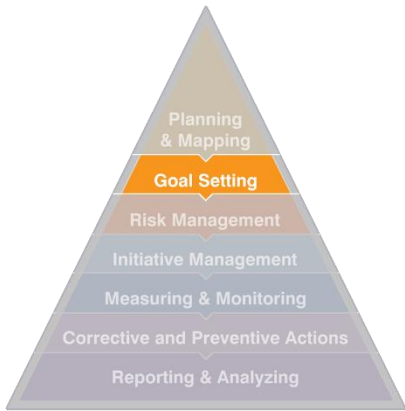 Planning
& Mapping
Goal Setting
Risk Management
Initiative Management
Measuring & Monitoring
Corrective and Preventive Actions
Reporting & Analyzing